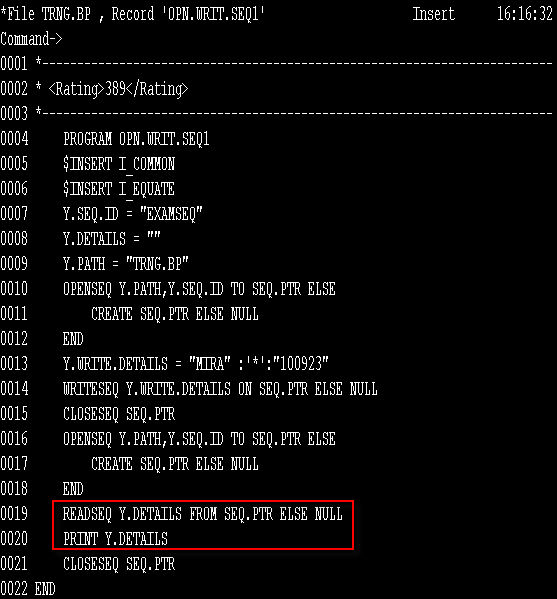 *File TRNG.BP , Record 'OPN.WRIT.SEQ1' Insert 16:16:32
Command->
0001 *-----------------------------------------------------------------------------
0002 * <Rating>389</Rating>
0003 *-----------------------------------------------------------------------------
0004 PROGRAM OPN.WRIT.SEQ1
0005 $INSERT I_COMMON
0006 $INSERT I_EQUATE
0007 Y.SEQ.ID = "EXAMSEQ"
0008 Y.DETAILS = ""
0009 Y.PATH = "TRNG.BP"
0010 OPENSEQ Y.PATH,Y.SEQ.ID TO SEQ.PTR ELSE
0011 CREATE SEQ.PTR ELSE NULL
0012 END
0013 Y.WRITE.DETAILS = "MIRA" :'*':"100923"
0014 WRITESEQ Y.WRITE.DETAILS ON SEQ.PTR ELSE NULL
0015 CLOSESEQ SEQ.PTR
0016 OPENSEQ Y.PATH,Y.SEQ.ID TO SEQ.PTR ELSE
0017 CREATE SEQ.PTR ELSE NULL
0018 END
0019 READSEQ Y.DETAILS FROM SEQ.PTR ELSE NULL
0020 PRINT Y.DETAILS
0021 CLOSESEQ SEQ.PTR
0022 END